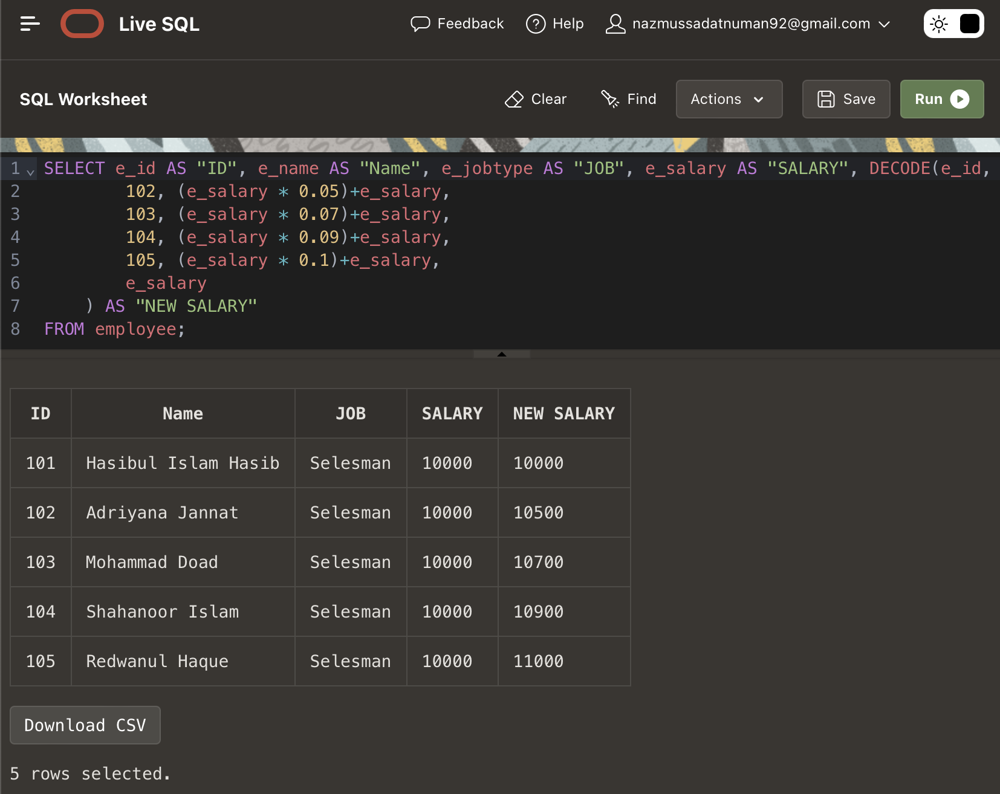 Live SQL Feedback Help nazmussadatnuman92@gmail.com
SQL Worksheet Clear Find Actions Save Run
1 SELECT e_id AS "ID", e_name AS "Name", e_jobtype AS "JOB", e_salary AS "SALARY", DECODE(e_id,
2 102, (e_salary * 0.05)+e_salary,
3 103, (e_salary * 0.07)+e_salary,
4 104, (e_salary * 0.09)+e_salary,
5 105, (e_salary * 0.1)+e_salary,
6 e_salary
7 ) AS "NEW SALARY"
8 FROM employee;
ID Name JOB SALARY NEW SALARY
101 Hasibul Islam Hasib Selesman 10000 10000
102 Adriyana Jannat Selesman 10000 10500
103 Mohammad Doad Selesman 10000 10700
104 Shahanoor Islam Selesman 10000 10900
105 Redwanul Haque Selesman 10000 11000
Download CSV
5 rows selected.